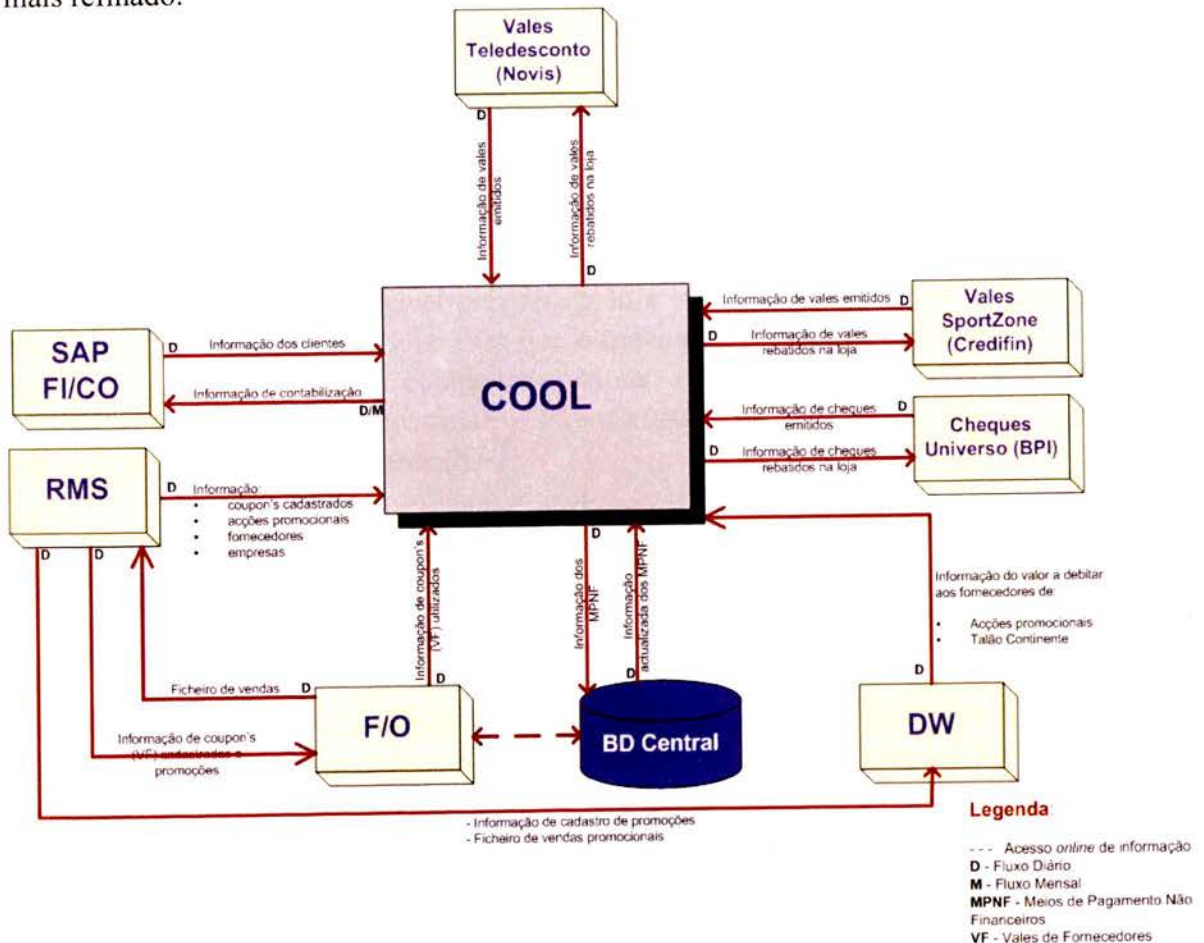 mais refinado.
Vales
Teledesconto
(Novis)
D
Informação de vales
emitidos
Informação de vales
rebatidos na loja
D
SAP
FI/CO
D
Informação dos clientes
Informação de contabilização
D/M
COOL
Informação de vales emitidos
D
D
Informação de vales
rebatidos na loja
Vales
SportZone
(Credifin)
Informação de cheques
emitidos
D
D
Informação de cheques
rebatidos na loja
Cheques
Universo (BPI)
RMS
D
Informação:
• coupon's cadastrados
• acções promocionais
• fornecedores
• empresas
D
D
Informação de coupon's
(VF) utilizados
D
D
Informação dos
MPNF
Informação
actualizada dos MPNF
D
Informação do valor a debitar
aos fornecedores de:
• Acções promocionais
• Talão Continente
D
Ficheiro de vendas
D
Informação de coupon's
(VF) cadastrados e
promoções
F/O
BD Central
DW
- Informação de cadastro de promoções
- Ficheiro de vendas promocionais
Legenda:
- - - Acesso online de informação
D - Fluxo Diário
M - Fluxo Mensal
MPNF - Meios de Pagamento Não
Financeiros
VF - Vales de Fornecedores